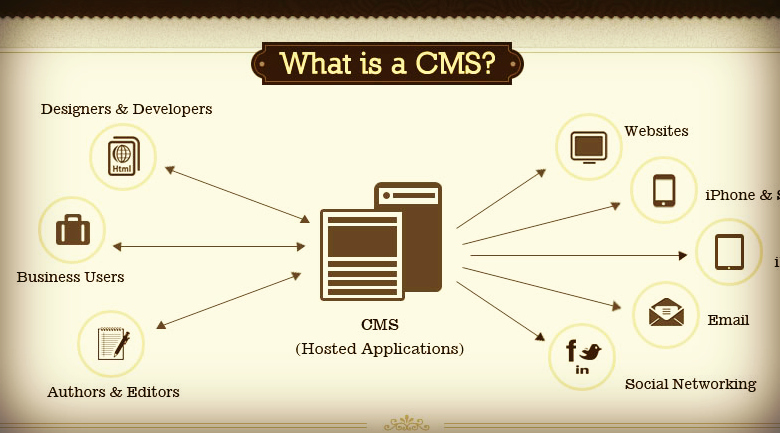 What is a CMS?
Designers & Developers
Html
Business Users
Authors & Editors
CMS
(Hosted Applications)
Websites
iPhone &
Email
f
in
Social Networking